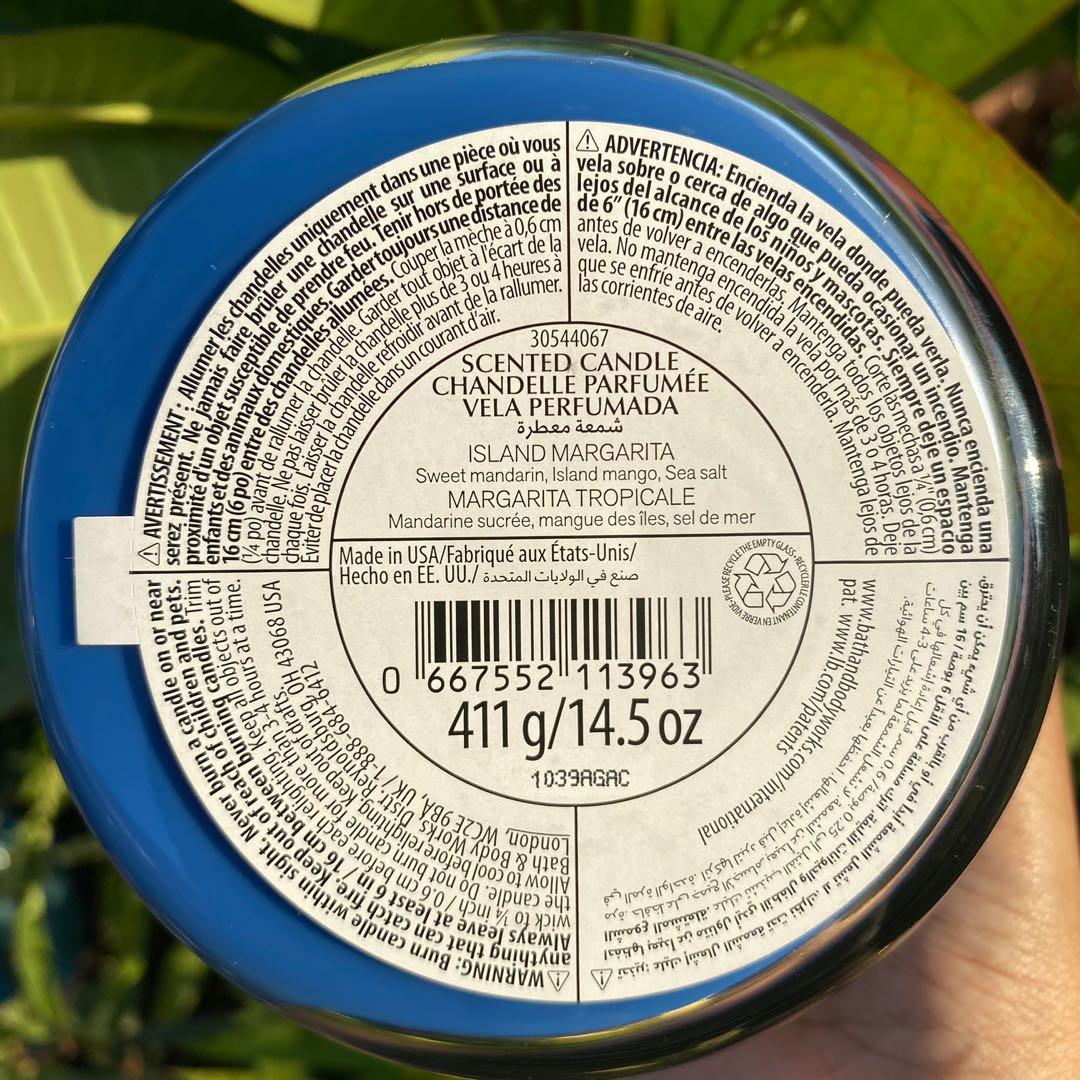 ⚠ AVERTISSEMENT : Allumer les chandelles uniquement dans une pièce où vous
serez présent. Ne jamais faire brûler une chandelle sur une surface ou à
proximité d'un objet susceptible de prendre feu. Tenir hors de portée des
enfants et des animaux domestiques. Garder toujours une distance de
16 cm (6 po) entre des chandelles allumées. Couper la mèche à 0,6 cm
(¼ po) avant de rallumer la chandelle. Garder tout objet à l'écart de la
chandelle. Ne pas laisser brûler la chandelle plus de 3 ou 4 heures à
chaque fois. Laisser la chandelle refroidir avant de la rallumer.
Éviter de placer la chandelle dans un courant d'air.
⚠ ADVERTENCIA: Encienda la vela donde pueda verla. Nunca encienda una
vela sobre o cerca de algo que pueda ocasionar un incendio. Mantenga
lejos del alcance de los niños y mascotas. Siempre deje un espacio
de 6" (16 cm) entre las velas encendidas. Corte las mechas a ¼" (0,6 cm)
antes de volver a encenderlas. Mantenga todos los objetos lejos de la
vela. No mantenga encendida la vela por más de 3 o 4 horas. Deje
que se enfríe antes de volver a encenderla. Mantenga lejos de
las corrientes de aire.
30544067
SCENTED CANDLE
CHANDELLE PARFUMÉE
VELA PERFUMADA
شمعة معطرة
ISLAND MARGARITA
Sweet mandarin, Island mango, Sea salt
MARGARITA TROPICALE
Mandarine sucrée, mangue des îles, sel de mer
Made in USA/Fabriqué aux États-Unis/
Hecho en EE. UU./ صنع في الولايات المتحدة
PLEASE RECYCLE THE EMPTY GLASS • RECYCLER LE CONTENANT EN VERRE VIDE •
0 667552 113963
411 g/14.5 oz
1039AGAC
⚠ WARNING: Burn candle within sight. Never burn a candle on or near
anything that can catch fire. Keep out of reach of children and pets.
Always leave at least 6 in / 16 cm between burning candles. Trim
wick to ¼ inch / 0.6 cm before each relighting. Keep all objects out of
the candle. Do not burn candle for more than 3-4 hours at a time.
Allow to cool before relighting. Keep out of drafts.
Bath & Body Works Distr. Reynoldsburg, OH 43068 USA
London, WC2E 9BA, UK / 1-888-684-6412
www.bathandbodyworks.com/international
pat. www.lb.com/patents